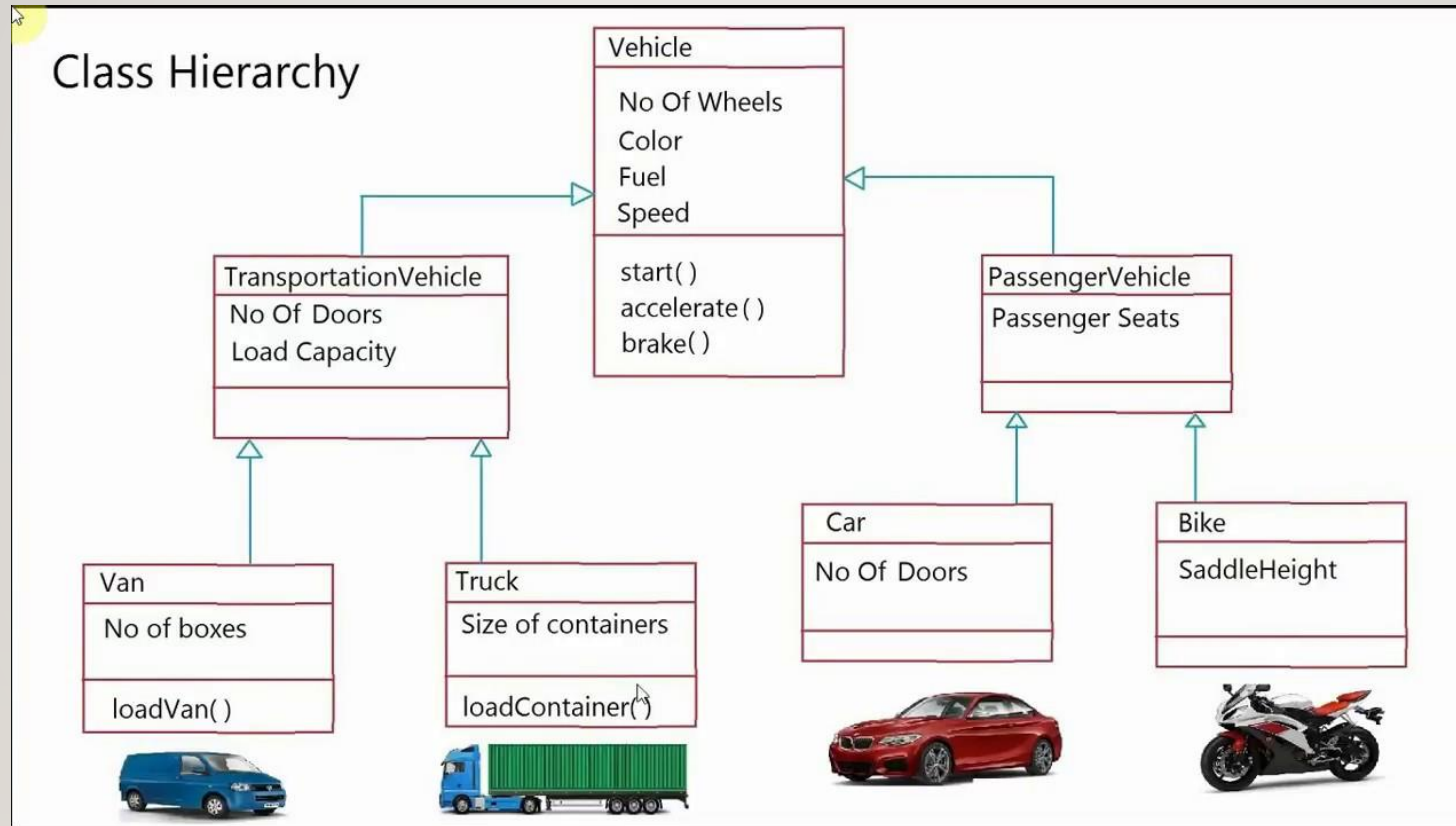 Class Hierarchy
Vehicle
No Of Wheels
Color
Fuel
Speed
start( )
accelerate ( )
brake( )
TransportationVehicle
No Of Doors
Load Capacity
PassengerVehicle
Passenger Seats
Van
No of boxes
loadVan( )
Truck
Size of containers
loadContainer( )
Car
No Of Doors
Bike
SaddleHeight